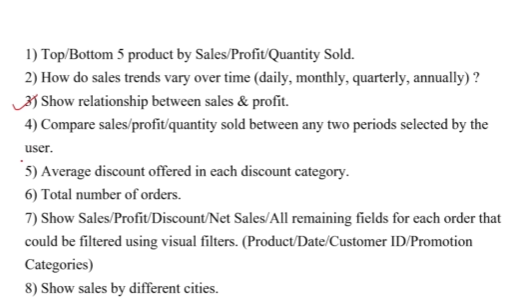 1) Top/Bottom 5 product by Sales/Profit/Quantity Sold.
2) How do sales trends vary over time (daily, monthly, quarterly, annually) ?
3) Show relationship between sales & profit.
4) Compare sales/profit/quantity sold between any two periods selected by the
user.
5) Average discount offered in each discount category.
6) Total number of orders.
7) Show Sales/Profit/Discount/Net Sales/All remaining fields for each order that
could be filtered using visual filters. (Product/Date/Customer ID/Promotion
Categories)
8) Show sales by different cities.